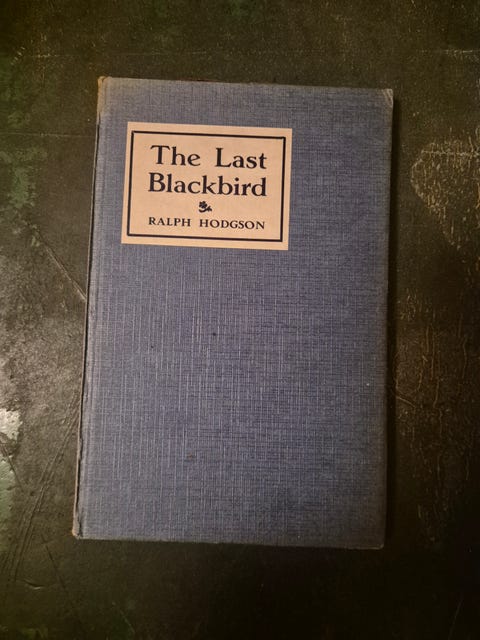 The Last
Blackbird
RALPH HODGSON